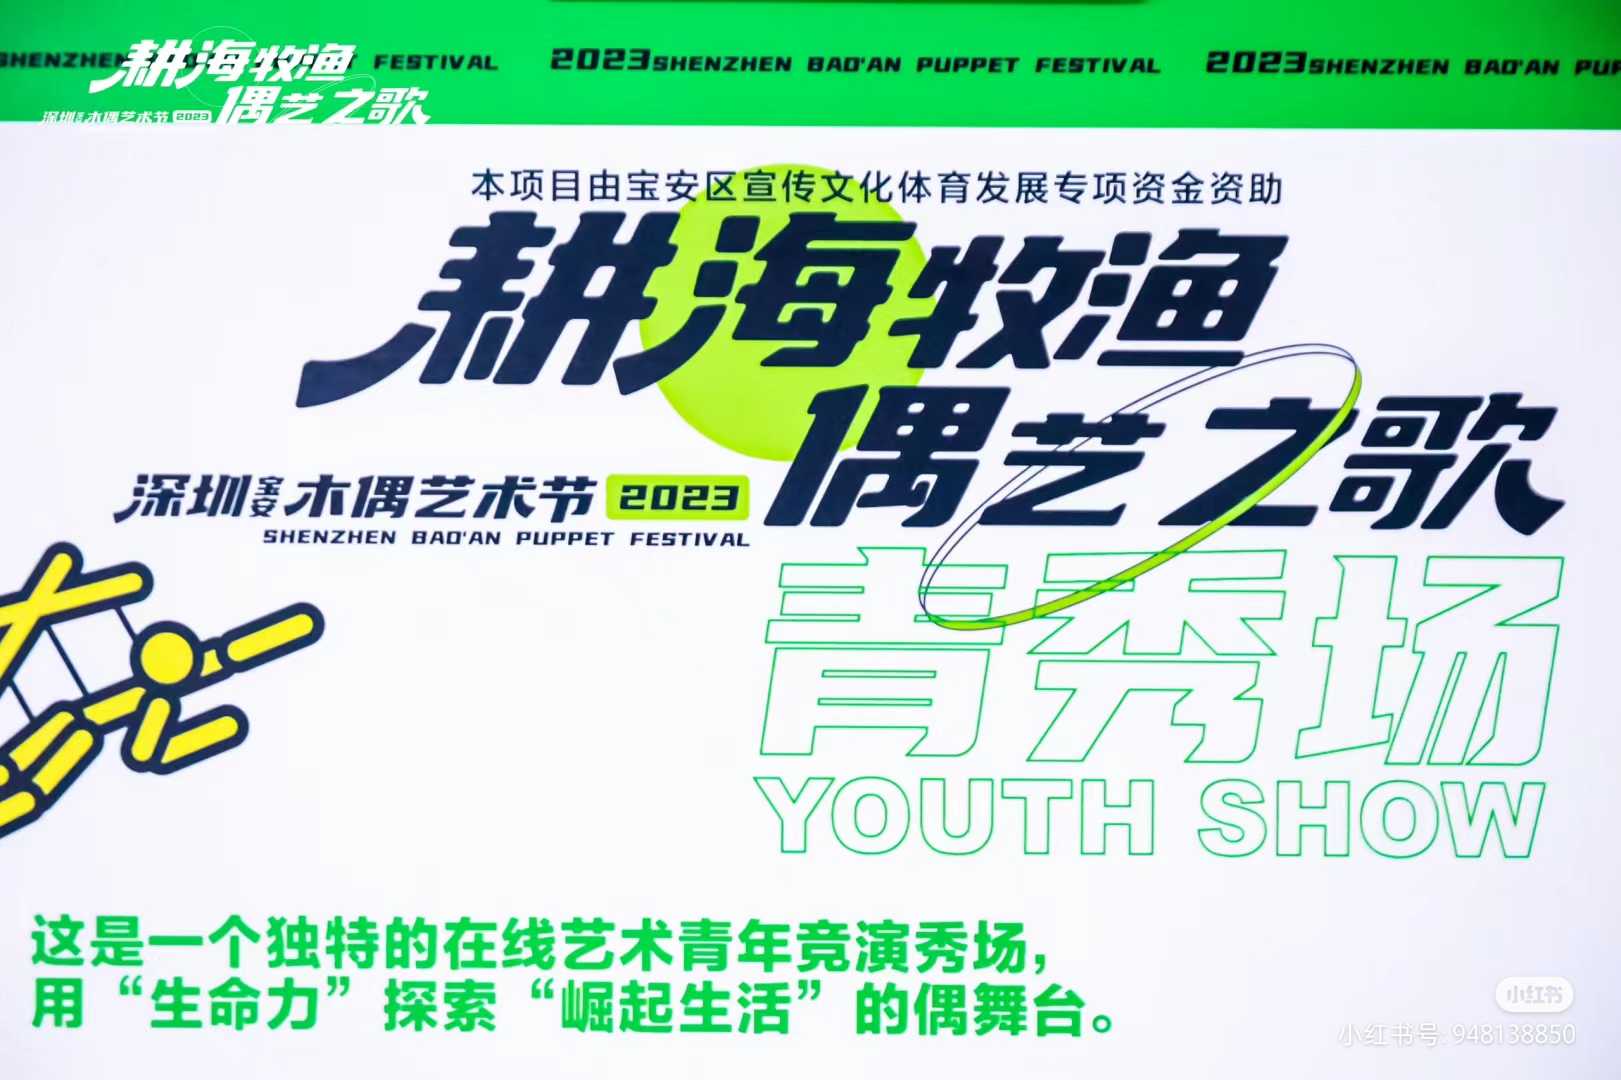 SHENZHEN
FESTIVAL
2023SHENZHEN BAO'AN PUPPET FESTIVAL
2023SHENZHEN BAO'AN PUP
耕海牧渔
偶艺之歌
深圳宝安木偶艺术节 2023
本项目由宝安区宣传文化体育发展专项资金资助
耕海牧渔
偶艺之歌
深圳宝安木偶艺术节 2023
SHENZHEN BAO'AN PUPPET FESTIVAL
青秀场
YOUTH SHOW
这是一个独特的在线艺术青年竞演秀场，
用“生命力”探索“崛起生活”的偶舞台。
小红书
小红书号: 948138850